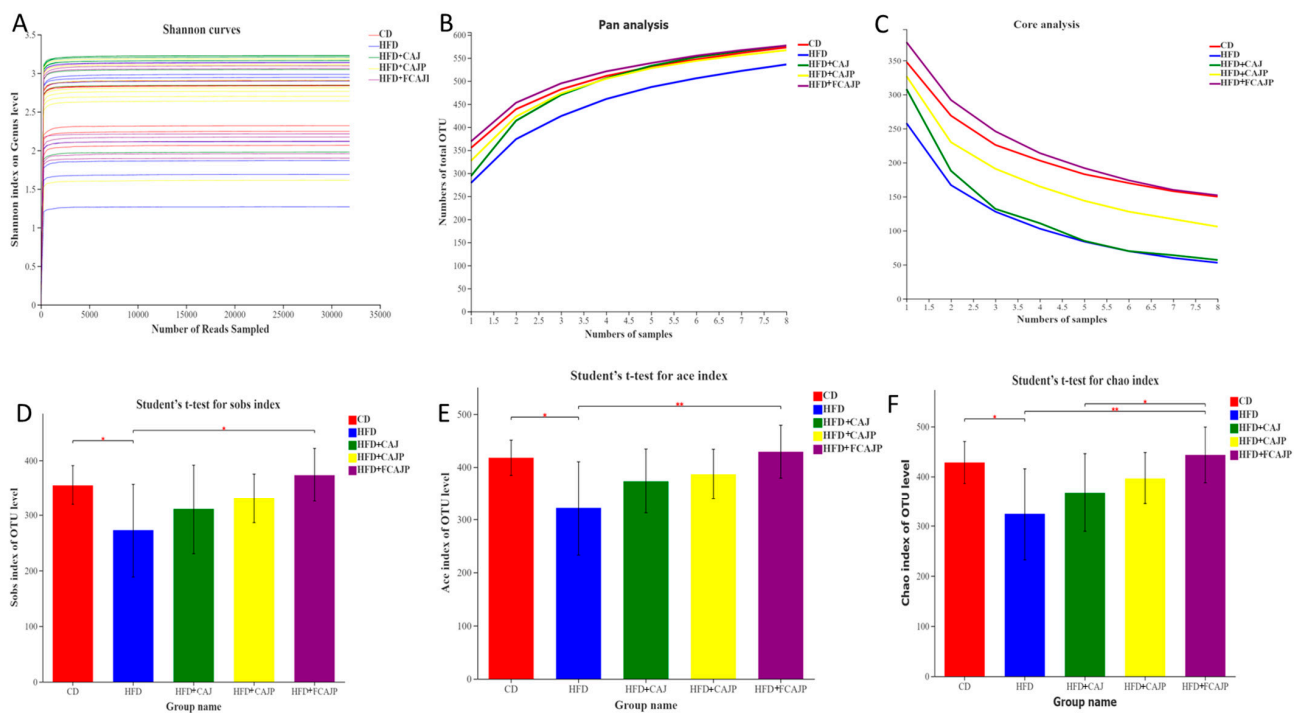 A
Shannon curves
CD
HFD
HFD+CAJ
HFD+CAJP
HFD+FCAJI
Shannon index on Genus level
3.5
3
2.5
2
1.5
1
0.5
0
0
5000
10000
15000
20000
25000
30000
35000
Number of Reads Sampled
B
Pan analysis
CD
HFD
HFD+CAJ
HFD+CAJP
HFD+FCAJP
Numbers of total OTU
600
550
500
450
400
350
300
250
200
150
100
50
0
1
1.5
2
2.5
3
3.5
4
4.5
5
5.5
6
6.5
7
7.5
8
Numbers of samples
C
Core analysis
CD
HFD
HFD+CAJ
HFD+CAJP
HFD+FCAJP
350
300
250
200
150
100
50
0
1
1.5
2
2.5
3
3.5
4
4.5
5
5.5
6
6.5
7
7.5
8
Numbers of samples
D
Student's t-test for sobs index
CD
HFD
HFD+CAJ
HFD+CAJP
HFD+FCAJP
*
*
Sobs index of OTU level
400
300
200
100
0
CD
HFD
HFD+CAJ
HFD+CAJP
HFD+FCAJP
Group name
E
Student's t-test for ace index
CD
HFD
HFD+CAJ
HFD+CAJP
HFD+FCAJP
*
**
Ace index of OTU level
500
400
300
200
100
0
CD
HFD
HFD+CAJ
HFD+CAJP
HFD+FCAJP
Group name
F
Student's t-test for chao index
CD
HFD
HFD+CAJ
HFD+CAJP
HFD+FCAJP
*
*
**
Chao index of OTU level
500
400
300
200
100
0
CD
HFD
HFD+CAJ
HFD+CAJP
HFD+FCAJP
Group name